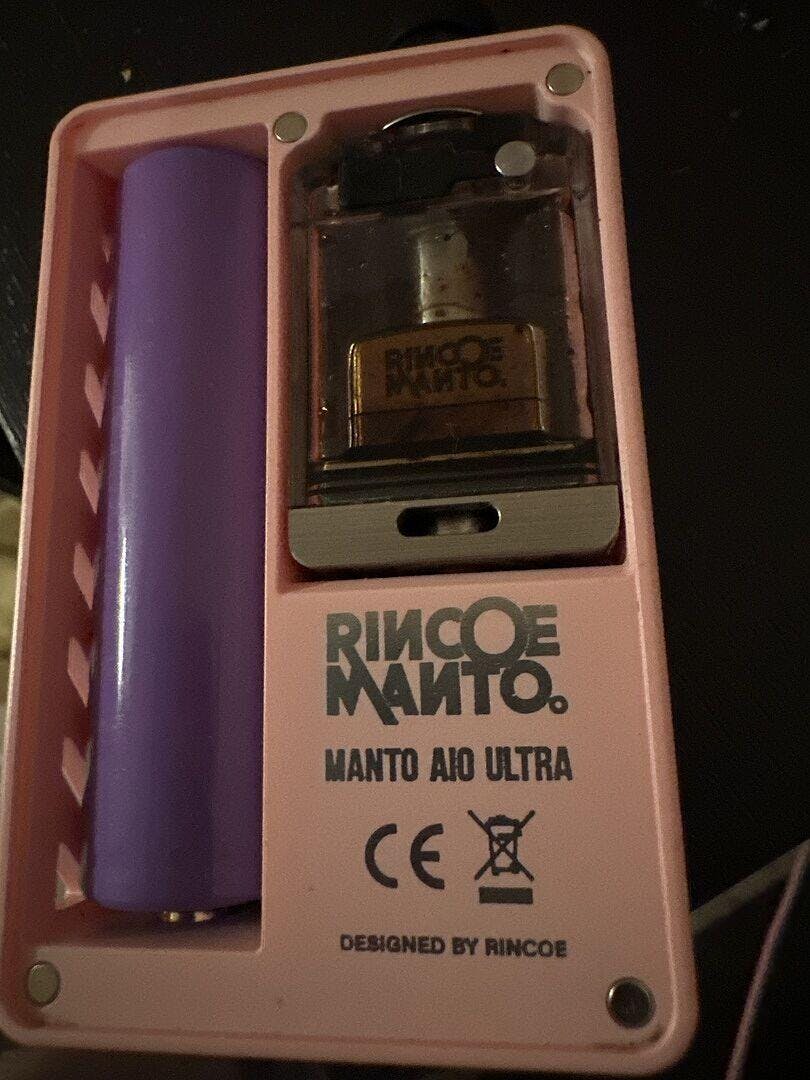 RINCOE
MANTO
RINCOE
MANTO
MANTO AIO ULTRA
CE
DESIGNED BY RINCOE